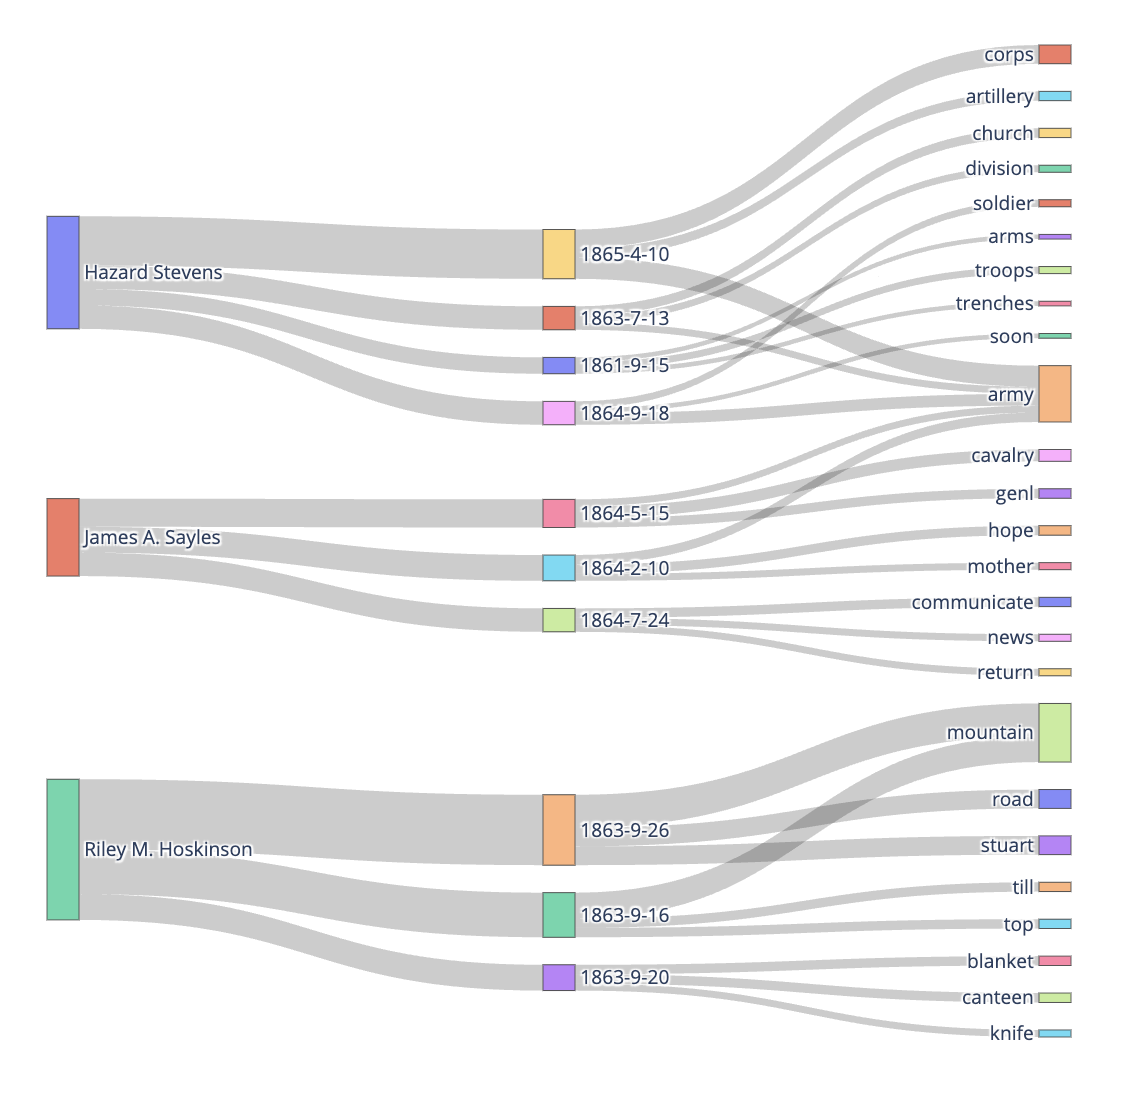 Hazard Stevens
James A. Sayles
Riley M. Hoskinson
1865-4-10
1863-7-13
1861-9-15
1864-9-18
1864-5-15
1864-2-10
1864-7-24
1863-9-26
1863-9-16
1863-9-20
corps
artillery
church
division
soldier
arms
troops
trenches
soon
army
cavalry
genl
hope
mother
communicate
news
return
mountain
road
stuart
till
top
blanket
canteen
knife